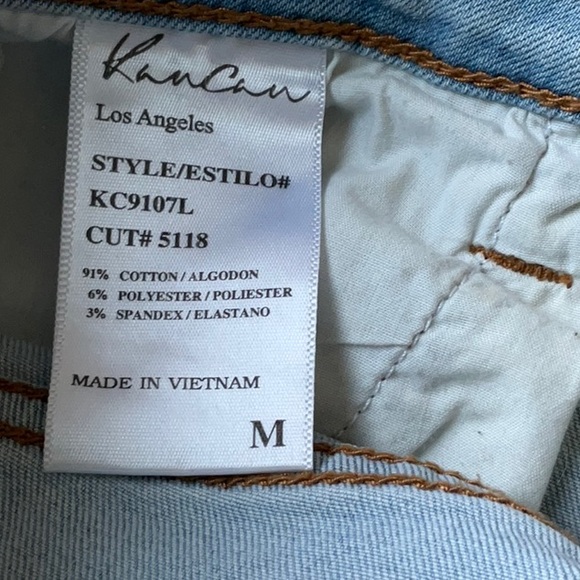 KanCan
Los Angeles
STYLE/ESTILO#
KC9107L
CUT# 5118
91% COTTON / ALGODON
6% POLYESTER / POLIESTER
3% SPANDEX / ELASTANO
MADE IN VIETNAM
M